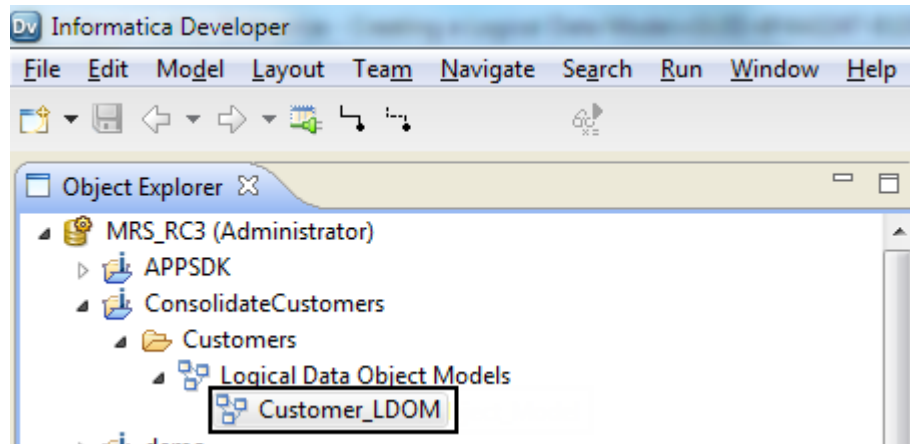 Dv Informatica Developer
File Edit Model Layout Team Navigate Search Run Window Help
Object Explorer
MRS_RC3 (Administrator)
APPSDK
ConsolidateCustomers
Customers
Logical Data Object Models
Customer_LDOM